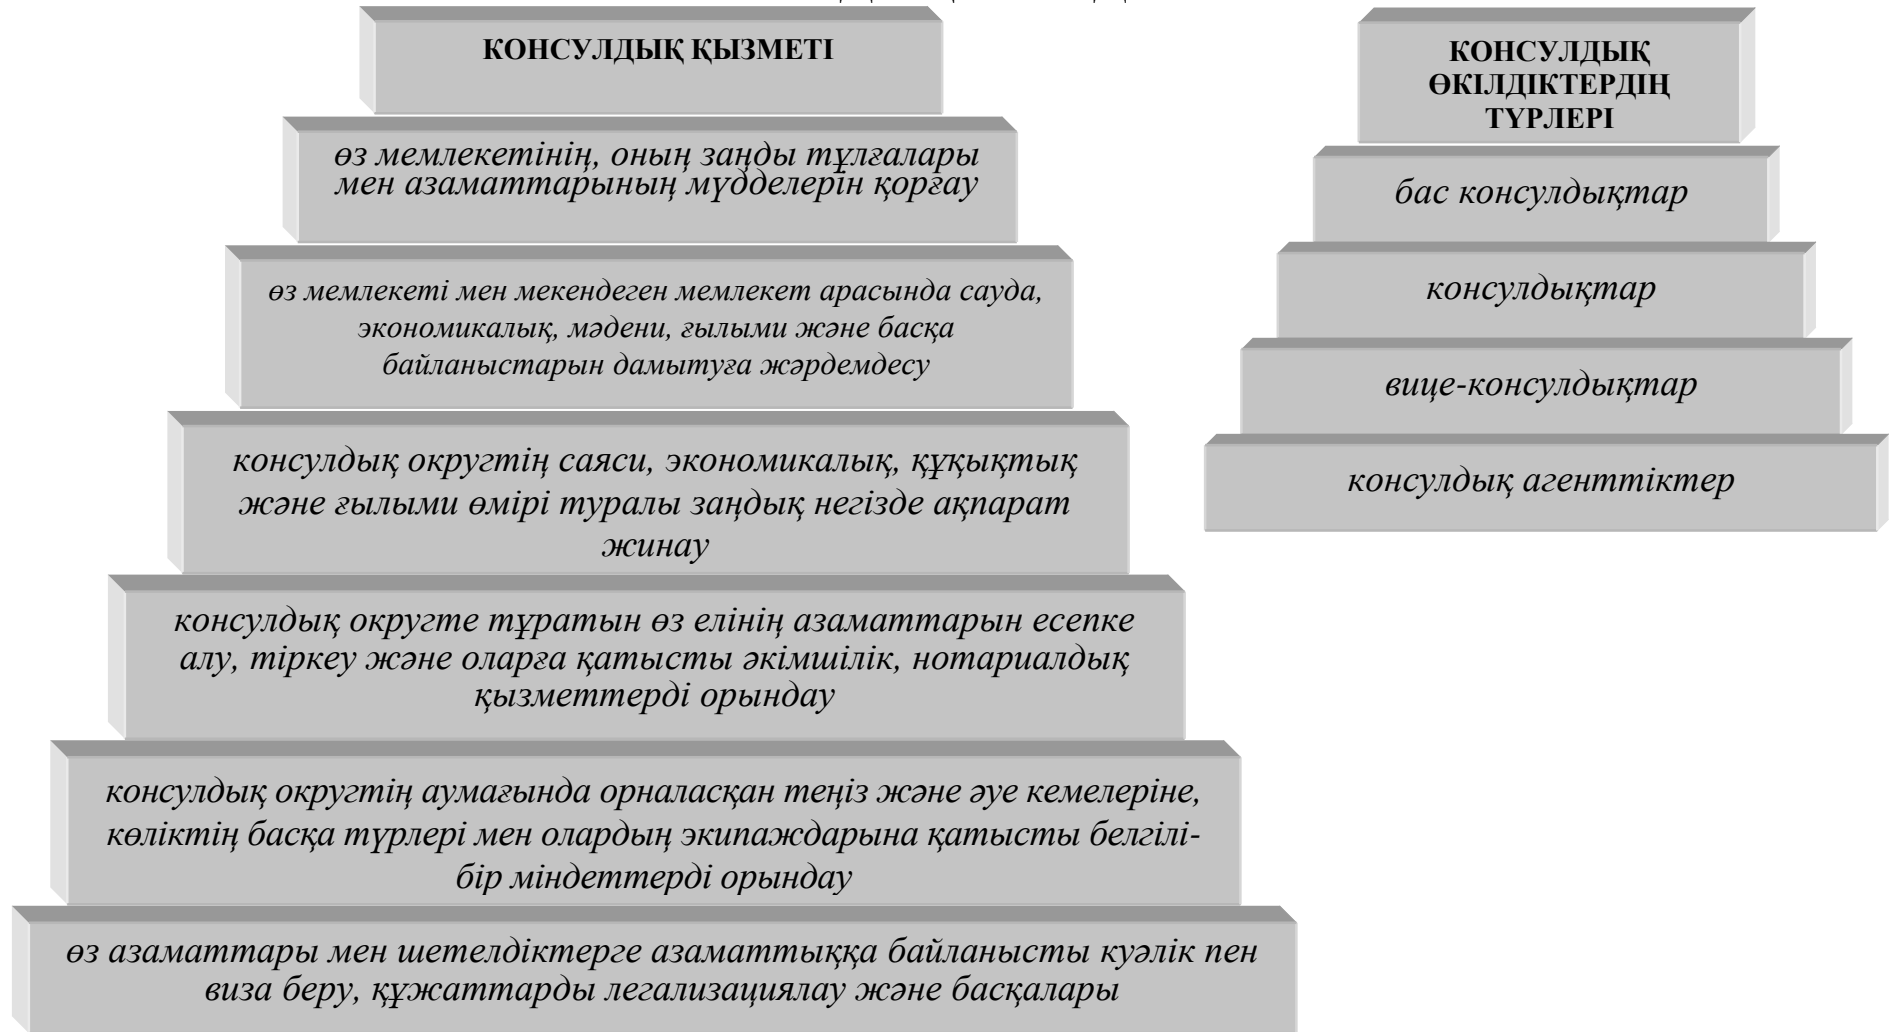 КОНСУЛДЫҚ ҚЫЗМЕТІ
өз мемлекетінің, оның заңды тұлғалары
мен азаматтарының мүдделерін қорғау
өз мемлекеті мен мекендеген мемлекет арасында сауда,
экономикалық, мәдени, ғылыми және басқа
байланыстарын дамытуға жәрдемдесу
консулдық округтің саяси, экономикалық, құқықтық
және ғылыми өмірі туралы заңдық негізде ақпарат
жинау
консулдық округте тұратын өз елінің азаматтарын есепке
алу, тіркеу және оларға қатысты әкімшілік, нотариалдық
қызметтерді орындау
консулдық округтің аумағында орналасқан теңіз және әуе кемелеріне,
көліктің басқа түрлері мен олардың экипаждарына қатысты белгілі-
бір міндеттерді орындау
өз азаматтары мен шетелдіктерге азаматтыққа байланысты куәлік пен
виза беру, құжаттарды легализациялау және басқалары
КОНСУЛДЫҚ
ӨКІЛДІКТЕРДІҢ
ТҮРЛЕРІ
бас консулдықтар
консулдықтар
вице-консулдықтар
консулдық агенттіктер